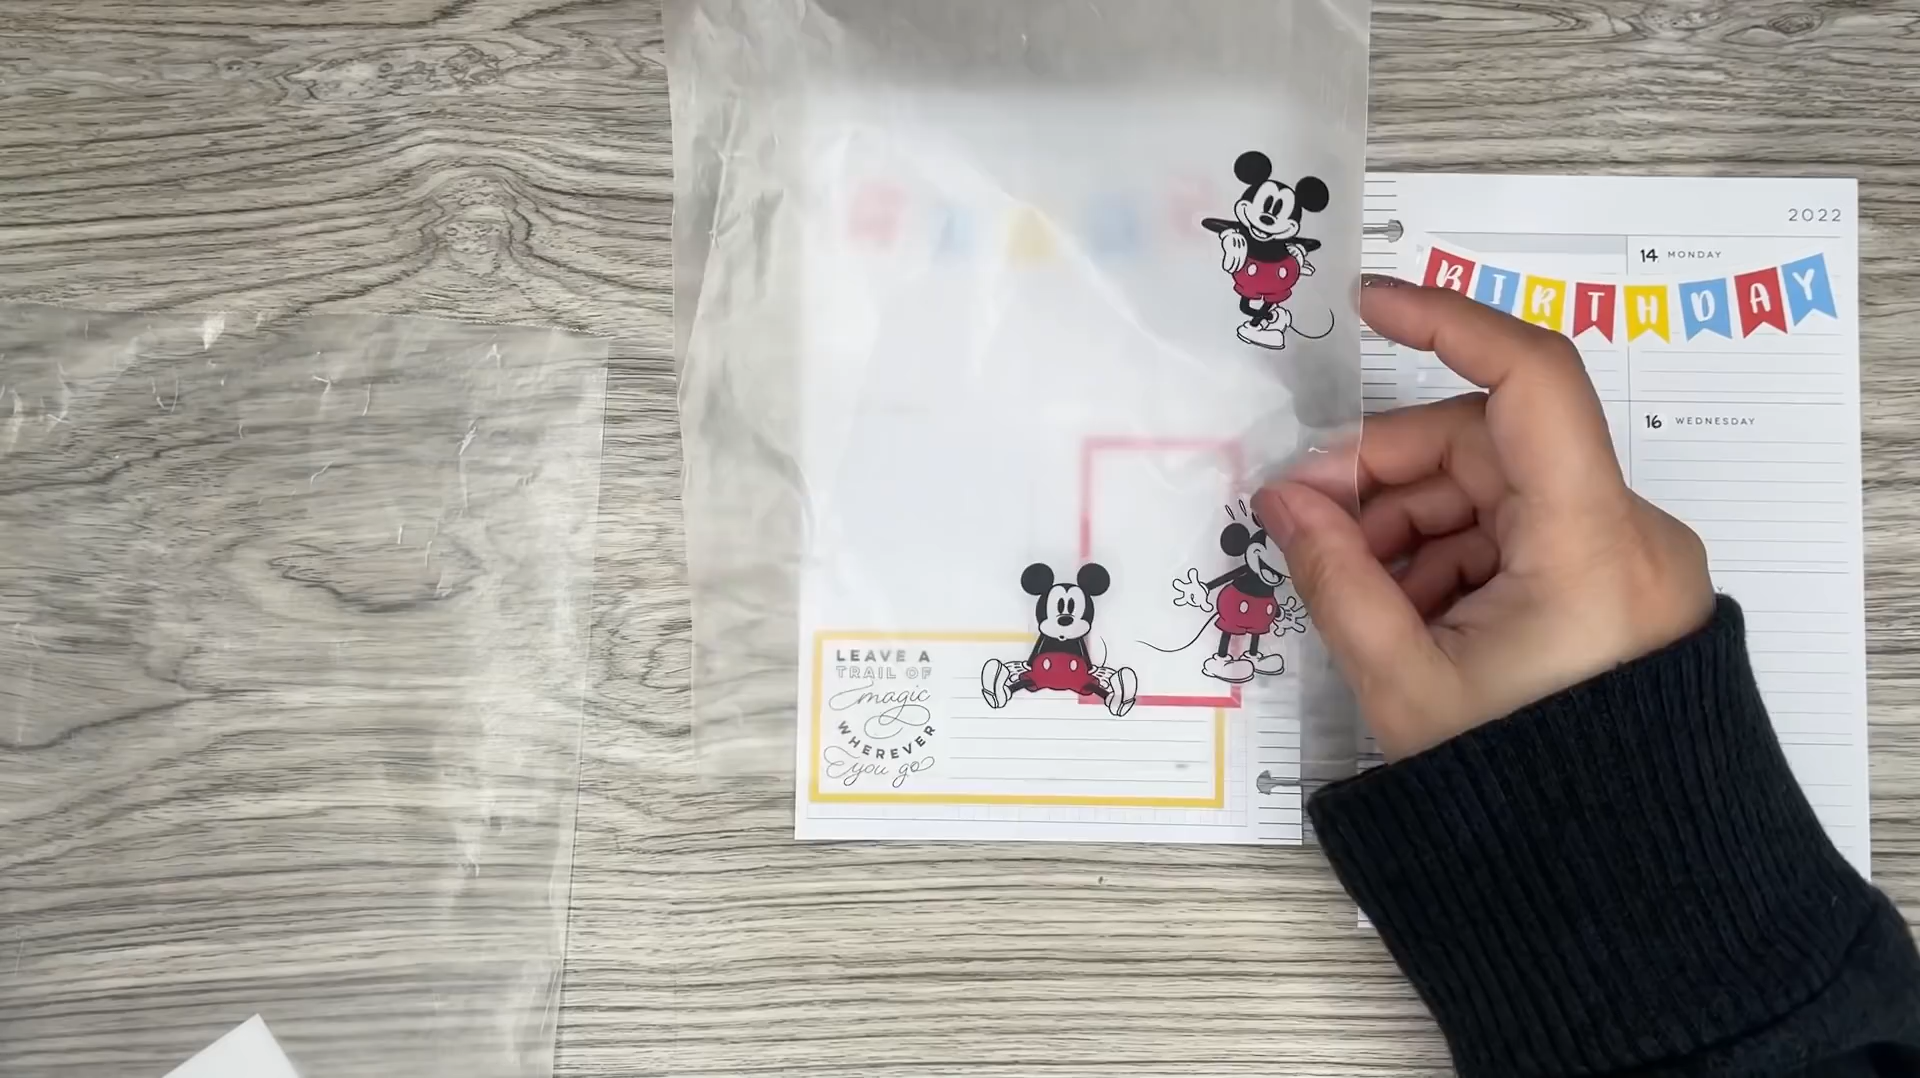 2022
14 MONDAY
BIRTHDAY
16 WEDNESDAY
LEAVE A
TRAIL OF
magic
WHEREVER
you go